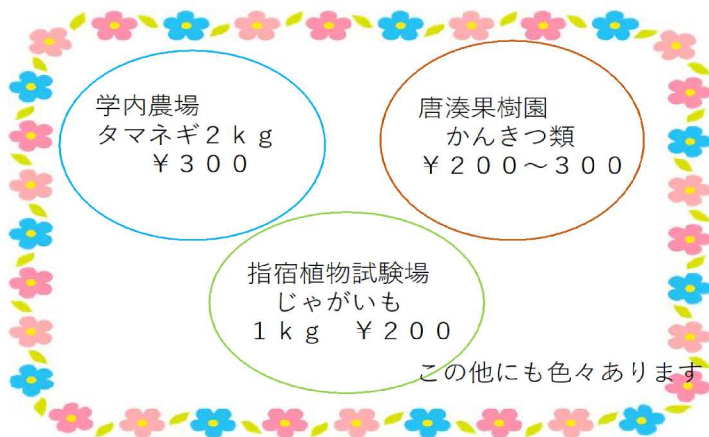 学内農場
タマネギ２ｋｇ
￥３００
唐湊果樹園
かんきつ類
￥２００～３００
指宿植物試験場
じゃがいも
１ｋｇ　￥２００
この他にも色々あります